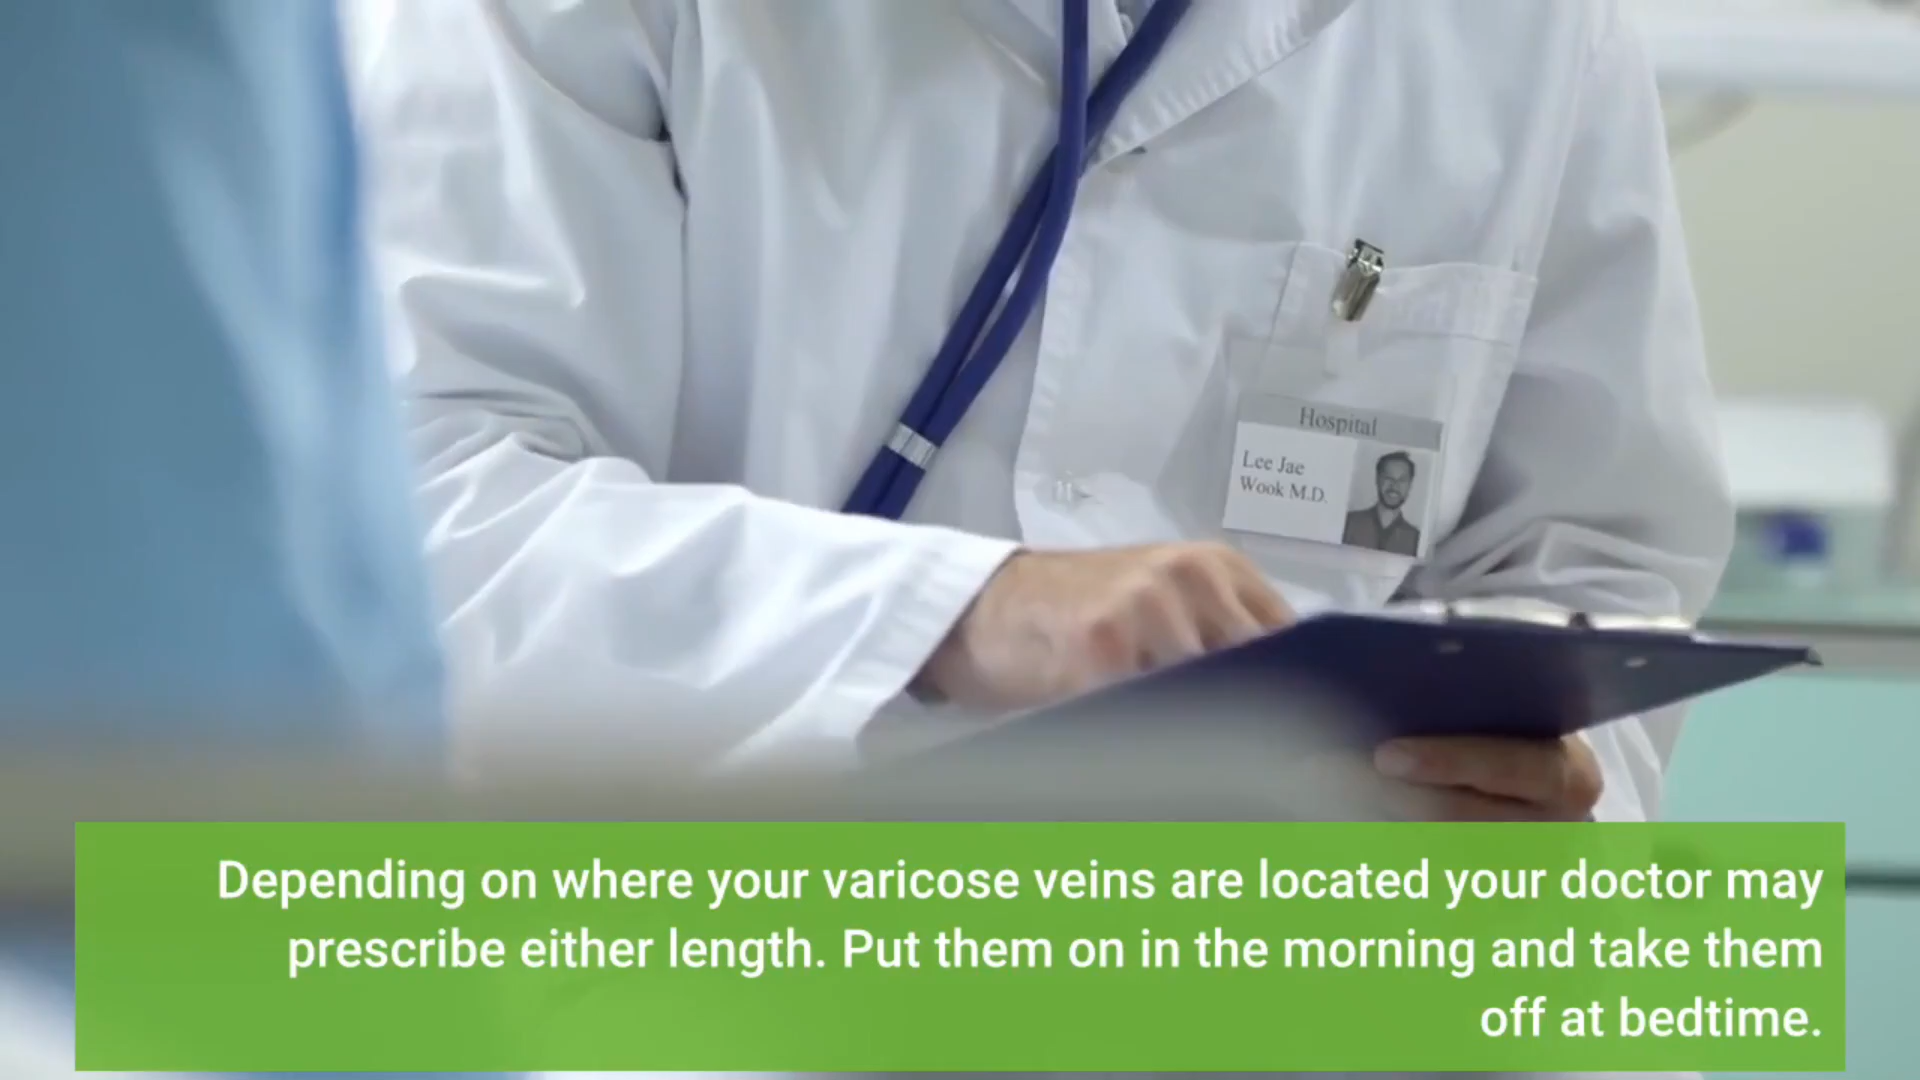 Hospital
Lee Jae
Wook M.D.
Depending on where your varicose veins are located your doctor may
prescribe either length. Put them on in the morning and take them
off at bedtime.